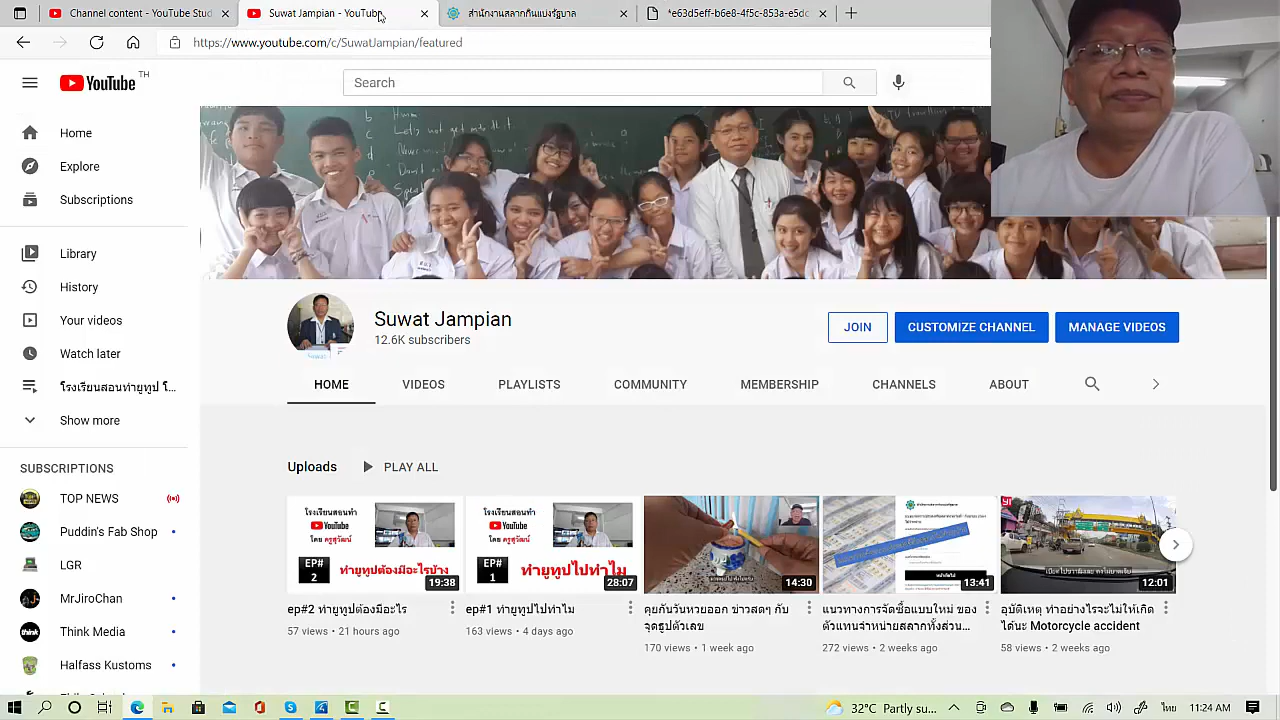 Channel content - YouTube Studi
Suwat Jampian - YouTube
สำนักงานสลากกินแบ่งรัฐบาล
*e5cc5eff-b6e8-4f5c-853a-e5dc
https://www.youtube.com/c/SuwatJampian/featured
YouTube TH
Search
Home
Explore
Subscriptions
Library
History
Your videos
Watch later
โรงเรียนสอนทำยูทูป โ...
Show more
SUBSCRIPTIONS
TOP NEWS
Puddin's Fab Shop
LGR
MrJiroChan
Think Media
Halfass Kustoms
Suwat Jampian
12.6K subscribers
JOIN
CUSTOMIZE CHANNEL
MANAGE VIDEOS
HOME
VIDEOS
PLAYLISTS
COMMUNITY
MEMBERSHIP
CHANNELS
ABOUT
Uploads
PLAY ALL
โรงเรียนสอนทำ
YouTube
โดย ครูสุวัฒน์
EP#
2
ทำยูทูปต้องมีอะไรบ้าง
19:38
โรงเรียนสอนทำ
YouTube
โดย ครูสุวัฒน์
EP#
1
ทำยูทูปไปทำไม
28:07
14:30
13:41
12:01
ep#2 ทำยูทูปต้องมีอะไร
57 views • 21 hours ago
ep#1 ทำยูทูปไปทำไม
163 views • 4 days ago
คุยกันวันหวยออก ข่าวสดๆ กับ
จุดธูปตัวเลข
170 views • 1 week ago
แนวทางการจัดซื้อแบบใหม่ ของ
ตัวแทนจำหน่ายสลากทั้งส่วน...
272 views • 2 weeks ago
อุบัติเหตุ ทำอย่างไรจะไม่ให้เกิด
ได้นะ Motorcycle accident
58 views • 2 weeks ago
32°C Partly su...
ไทย
11:24 AM